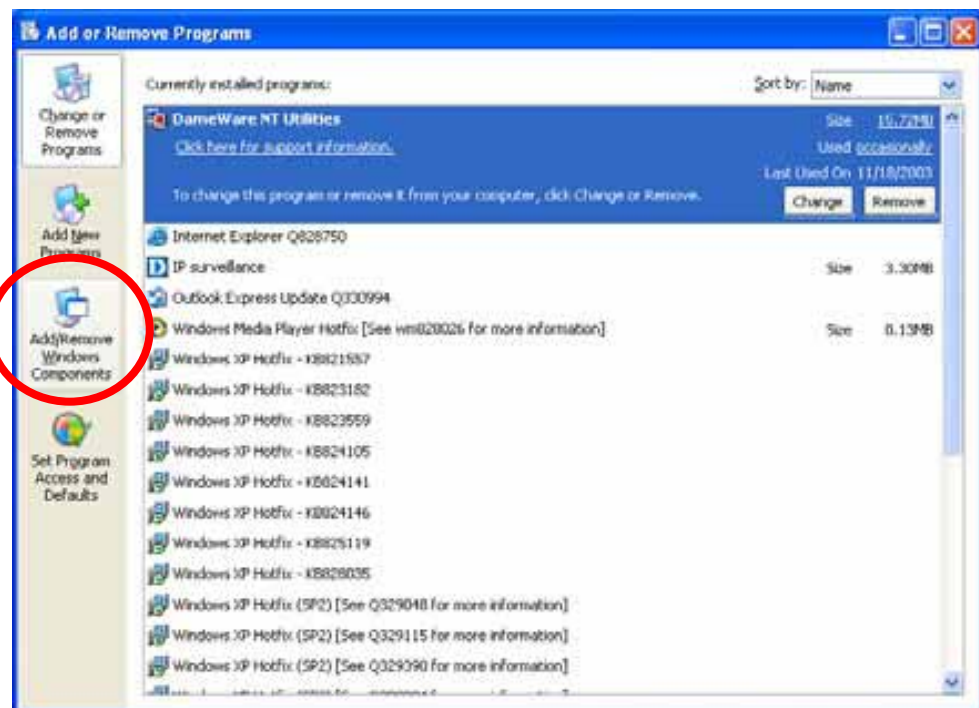 Add or Remove Programs
Change or
Remove
Programs
Add New
Programs
Add/Remove
Windows
Components
Set Program
Access and
Defaults
Currently installed programs:
Sort by: Name
DameWare NT Utilities
Size 15.72MB
Click here for support information.
Used occasionally
Last Used On 11/18/2003
To change this program or remove it from your computer, click Change or Remove.
Change Remove
Internet Explorer Q828750
IP surveillance Size 3.30MB
Outlook Express Update Q330994
Windows Media Player Hotfix [See wm828026 for more information] Size 0.13MB
Windows XP Hotfix - KB821557
Windows XP Hotfix - KB823182
Windows XP Hotfix - KB823559
Windows XP Hotfix - KB824105
Windows XP Hotfix - KB824141
Windows XP Hotfix - KB824146
Windows XP Hotfix - KB825119
Windows XP Hotfix - KB828035
Windows XP Hotfix (SP2) [See Q329048 for more information]
Windows XP Hotfix (SP2) [See Q329115 for more information]
Windows XP Hotfix (SP2) [See Q329390 for more information]